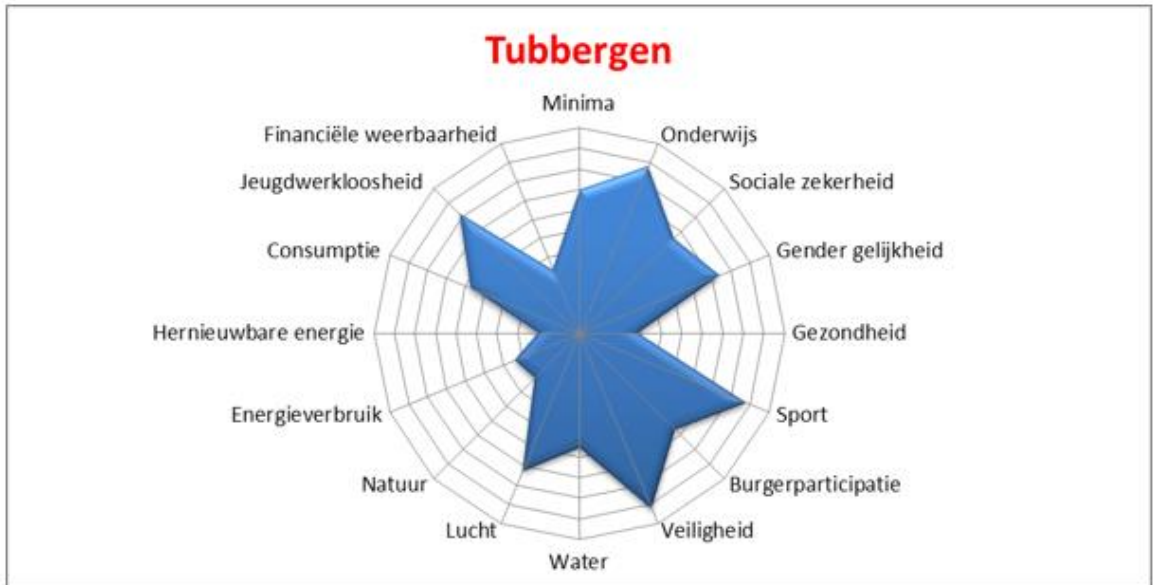 Tubbergen
Minima
Onderwijs
Sociale zekerheid
Gender gelijkheid
Gezondheid
Sport
Burgerparticipatie
Veiligheid
Water
Lucht
Natuur
Energieverbruik
Hernieuwbare energie
Consumptie
Jeugdwerkloosheid
Financiële weerbaarheid